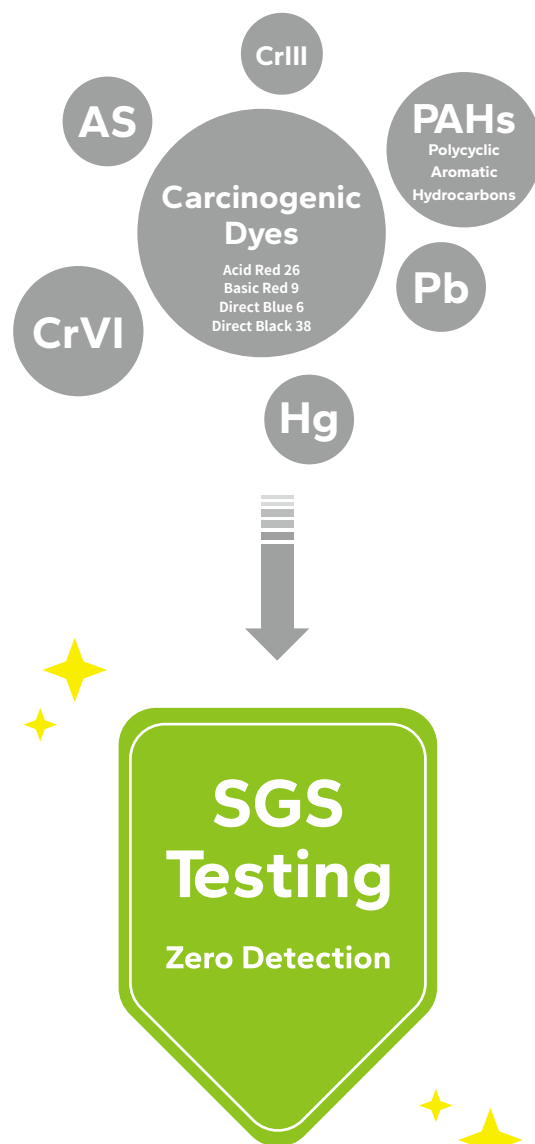 CrIII
AS
PAHs
Polycyclic
Aromatic
Hydrocarbons
Carcinogenic
Dyes
Acid Red 26
Basic Red 9
Direct Blue 6
Direct Black 38
Pb
CrVI
Hg
SGS
Testing
Zero Detection